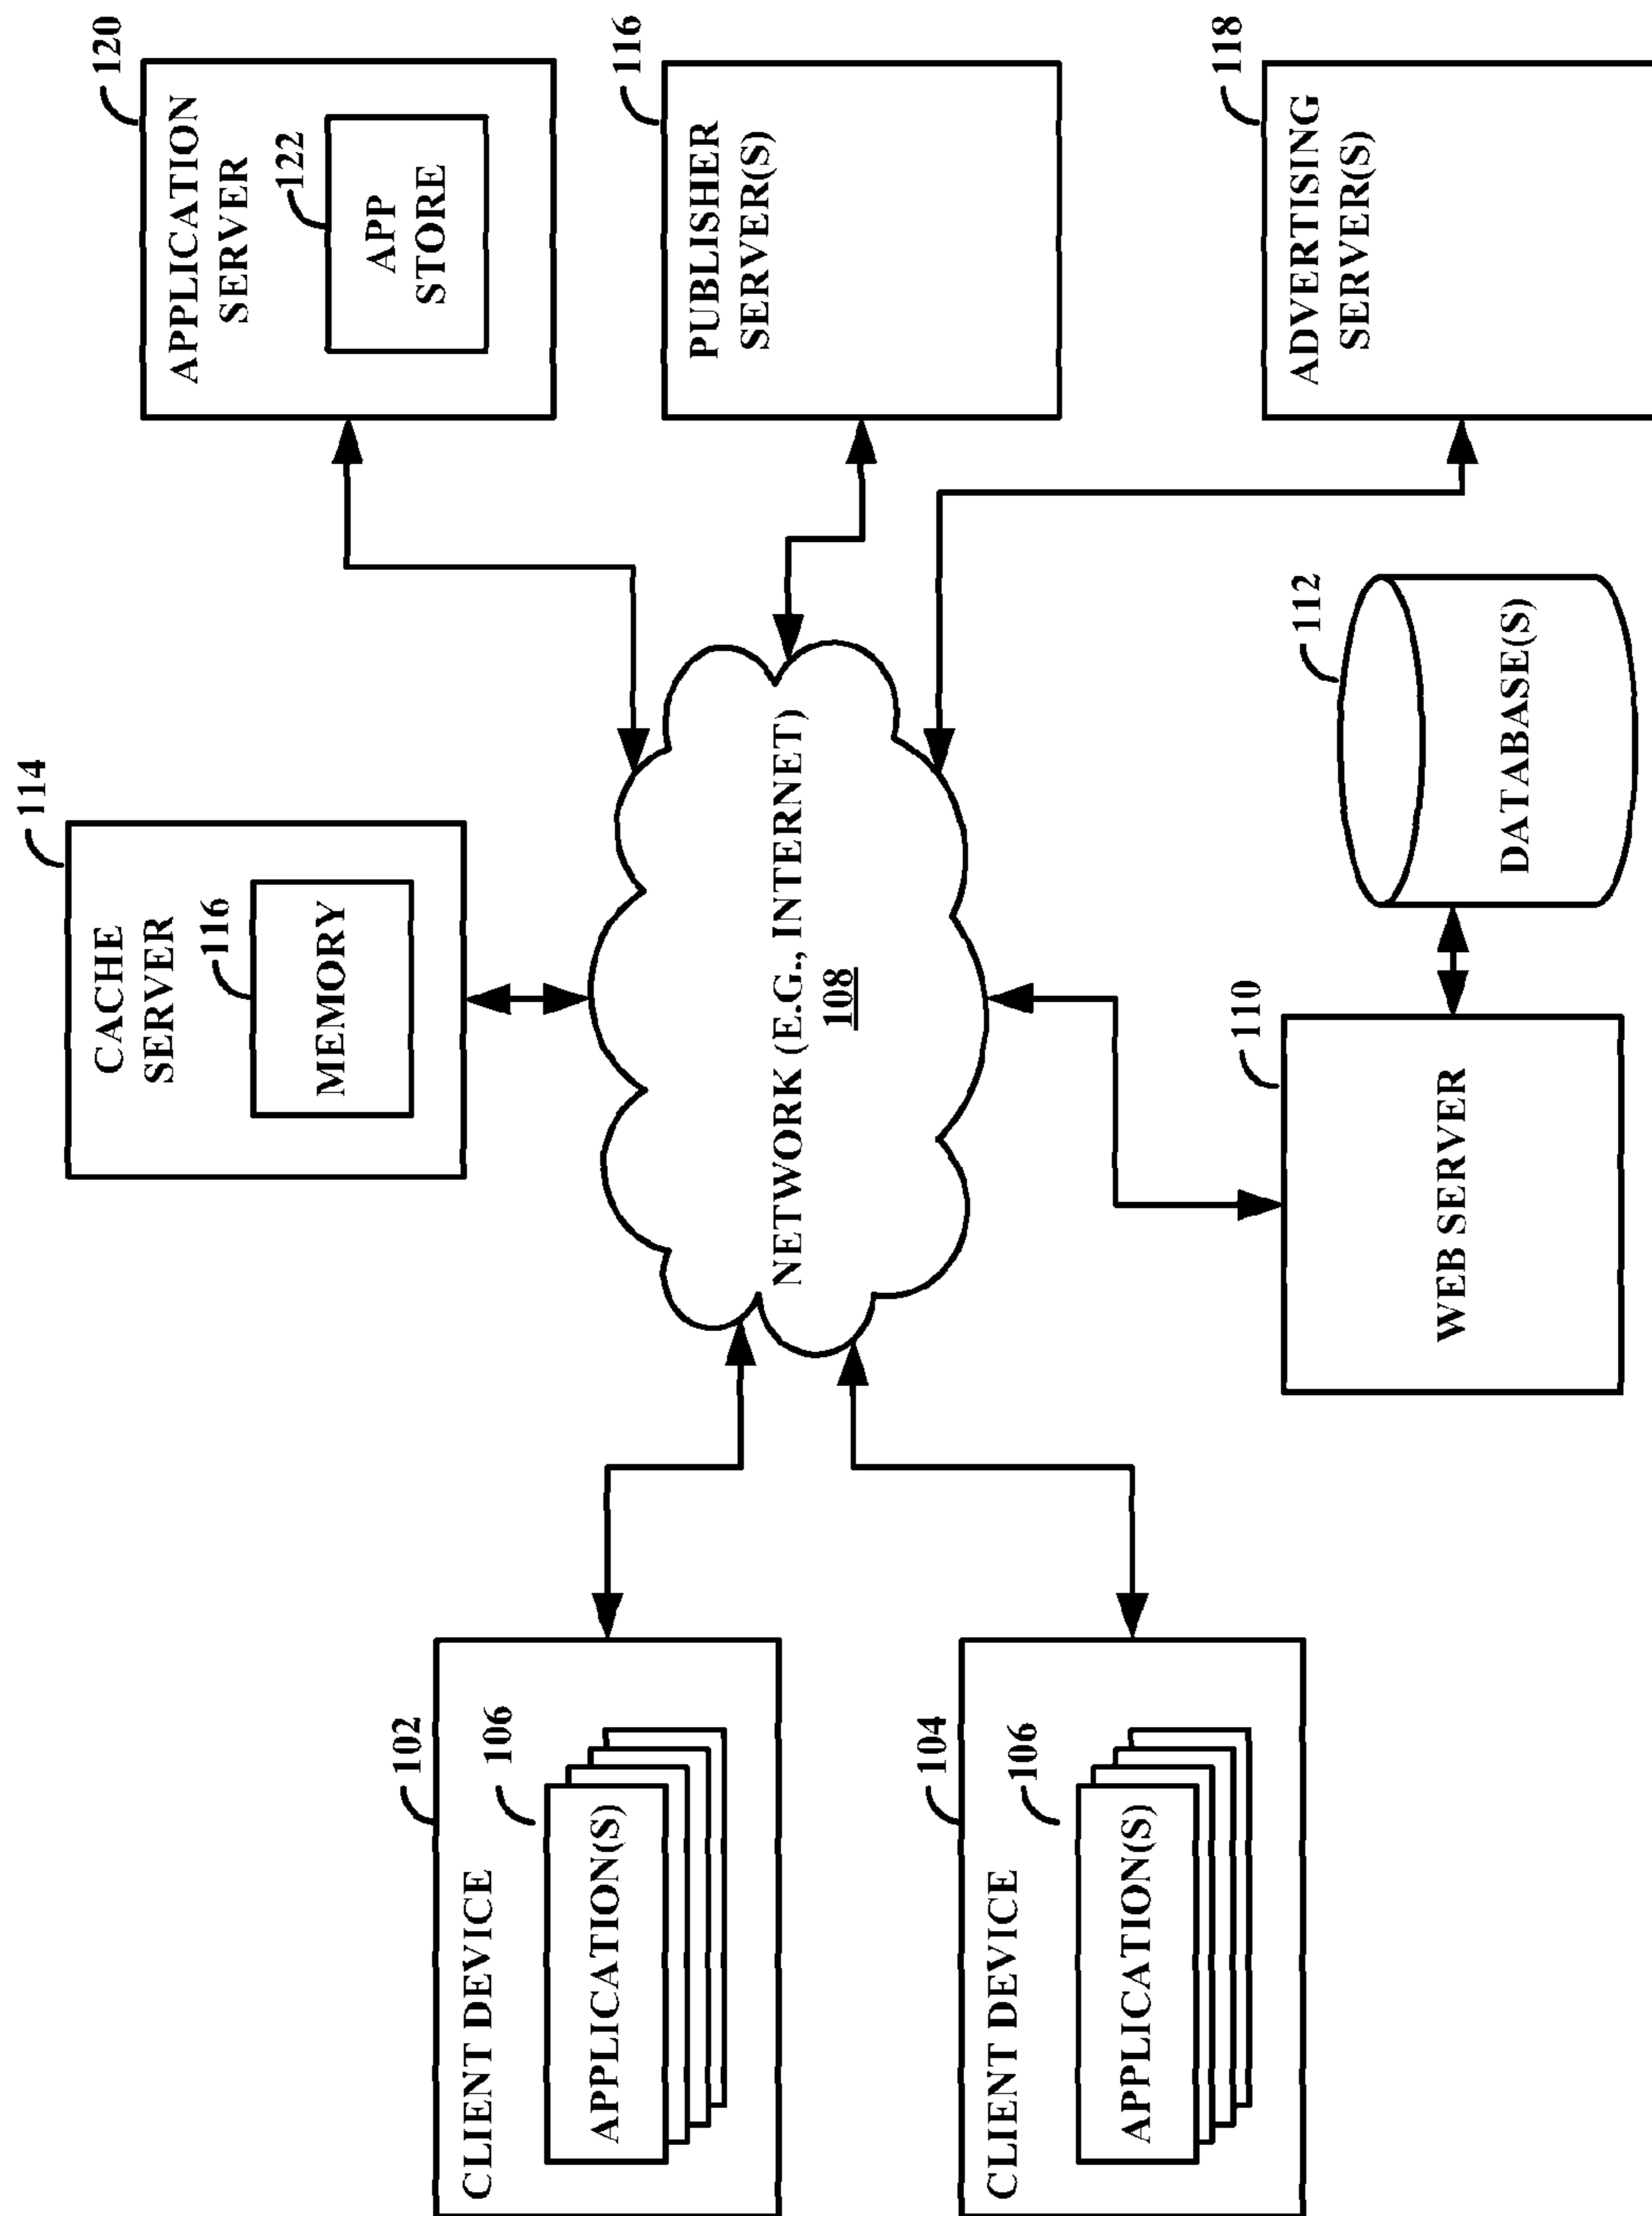 114
CACHE
SERVER
116
MEMORY
120
APPLICATION
SERVER
122
APP
STORE
102
CLIENT DEVICE
106
APPLICATION(S)
116
PUBLISHER
SERVER(S)
NETWORK (E.G., INTERNET)
108
104
CLIENT DEVICE
106
APPLICATION(S)
110
WEB SERVER
112
DATABASE(S)
118
ADVERTISING
SERVER(S)